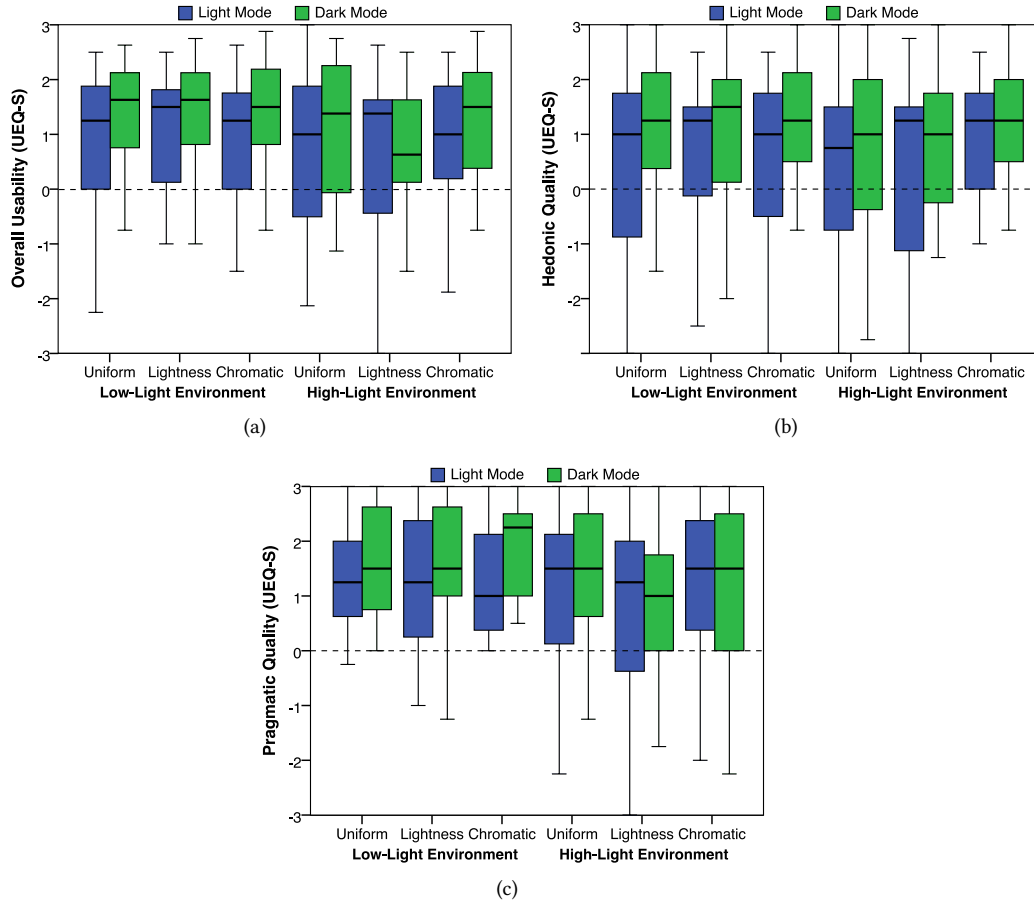 Light Mode Dark Mode
3
2
1
0
-1
-2
-3
Overall Usability (UEQ-S)
Uniform Lightness Chromatic Uniform Lightness Chromatic
Low-Light Environment High-Light Environment
(a)
Light Mode Dark Mode
3
2
1
0
-1
-2
-3
Hedonic Quality (UEQ-S)
Uniform Lightness Chromatic Uniform Lightness Chromatic
Low-Light Environment High-Light Environment
(b)
Light Mode Dark Mode
3
2
1
0
-1
-2
-3
Pragmatic Quality (UEQ-S)
Uniform Lightness Chromatic Uniform Lightness Chromatic
Low-Light Environment High-Light Environment
(c)